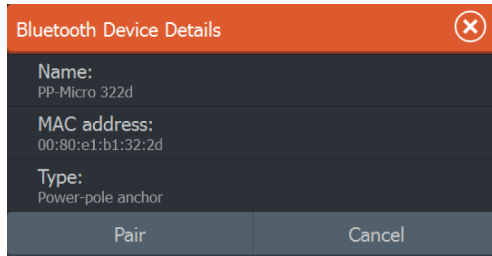 Bluetooth Device Details
Name:
PP-Micro 322d
MAC address:
00:80:e1:b1:32:2d
Type:
Power-pole anchor
Pair
Cancel